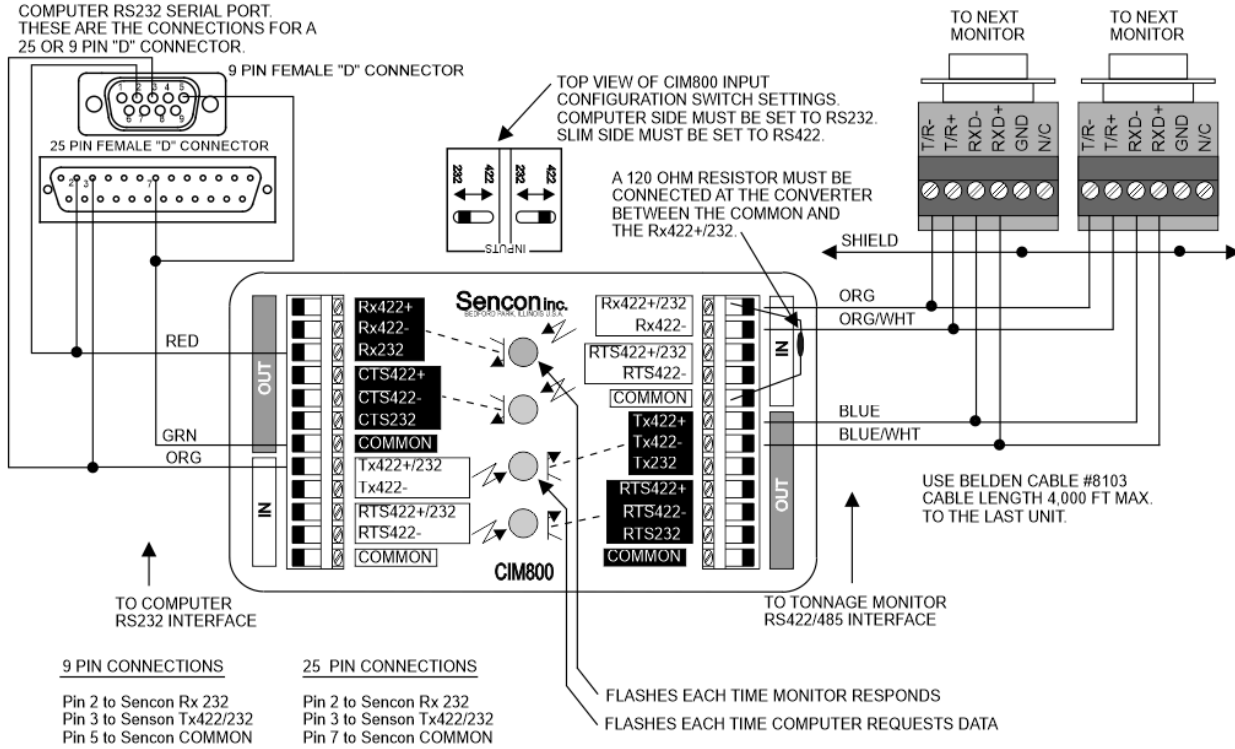 COMPUTER RS232 SERIAL PORT.
THESE ARE THE CONNECTIONS FOR A
25 OR 9 PIN "D" CONNECTOR.
9 PIN FEMALE "D" CONNECTOR
1 2 3 4 5
6 7 8 9
25 PIN FEMALE "D" CONNECTOR
2 3 7
TOP VIEW OF CIM800 INPUT
CONFIGURATION SWITCH SETTINGS.
COMPUTER SIDE MUST BE SET TO RS232.
SLIM SIDE MUST BE SET TO RS422.
232 422 232 422
INPUTS
A 120 OHM RESISTOR MUST BE
CONNECTED AT THE CONVERTER
BETWEEN THE COMMON AND
THE Rx422+/232.
TO NEXT
MONITOR
T/R-
T/R+
RXD-
RXD+
GND
N/C
TO NEXT
MONITOR
T/R-
T/R+
RXD-
RXD+
GND
N/C
SHIELD
ORG
ORG/WHT
BLUE
BLUE/WHT
RED
GRN
ORG
OUT
IN
Rx422+
Rx422-
Rx232
CTS422+
CTS422-
CTS232
COMMON
Tx422+/232
Tx422-
RTS422+/232
RTS422-
COMMON
Sencon inc.
BEDFORD PARK, ILLINOIS U.S.A.
CIM800
Rx422+/232
Rx422-
RTS422+/232
RTS422-
COMMON
Tx422+
Tx422-
Tx232
RTS422+
RTS422-
RTS232
COMMON
IN
OUT
USE BELDEN CABLE #8103
CABLE LENGTH 4,000 FT MAX.
TO THE LAST UNIT.
TO COMPUTER
RS232 INTERFACE
TO TONNAGE MONITOR
RS422/485 INTERFACE
9 PIN CONNECTIONS
Pin 2 to Sencon Rx 232
Pin 3 to Senson Tx422/232
Pin 5 to Sencon COMMON
25 PIN CONNECTIONS
Pin 2 to Sencon Rx 232
Pin 3 to Senson Tx422/232
Pin 7 to Sencon COMMON
FLASHES EACH TIME MONITOR RESPONDS
FLASHES EACH TIME COMPUTER REQUESTS DATA